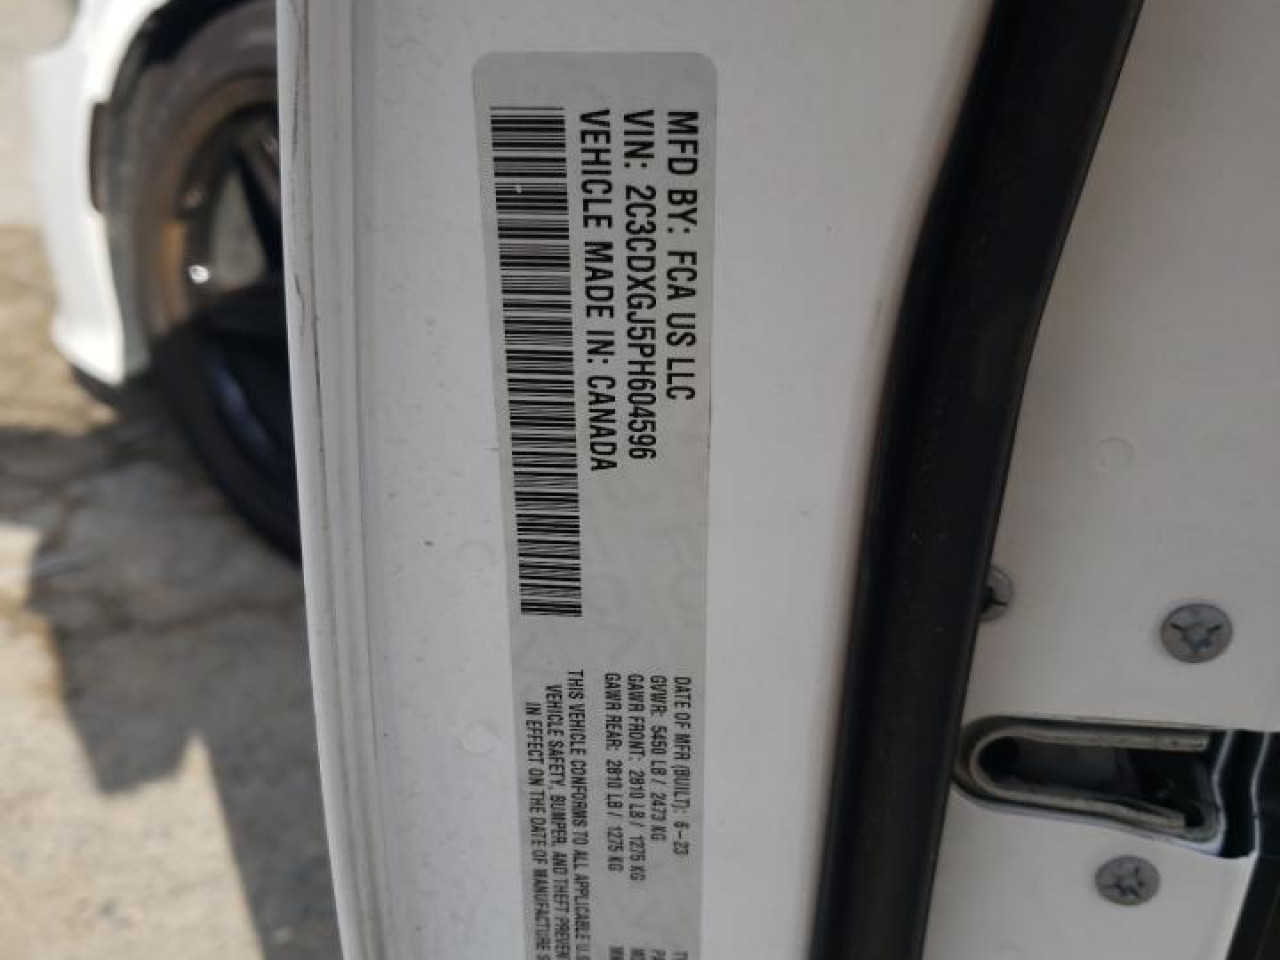 MFD BY: FCA US LLC
VIN: 2C3CDXGJ5PH604596
VEHICLE MADE IN: CANADA
DATE OF MFR (BUILT): 6-23
GVWR: 5450 LB / 2473 KG
GAWR FRONT: 2810 LB / 1275 KG
GAWR REAR: 2810 LB / 1275 KG
THIS VEHICLE CONFORMS TO ALL APPLICABLE U.S
VEHICLE SAFETY, BUMPER, AND THEFT PREVEN
IN EFFECT ON THE DATE OF MANUFACTURE S